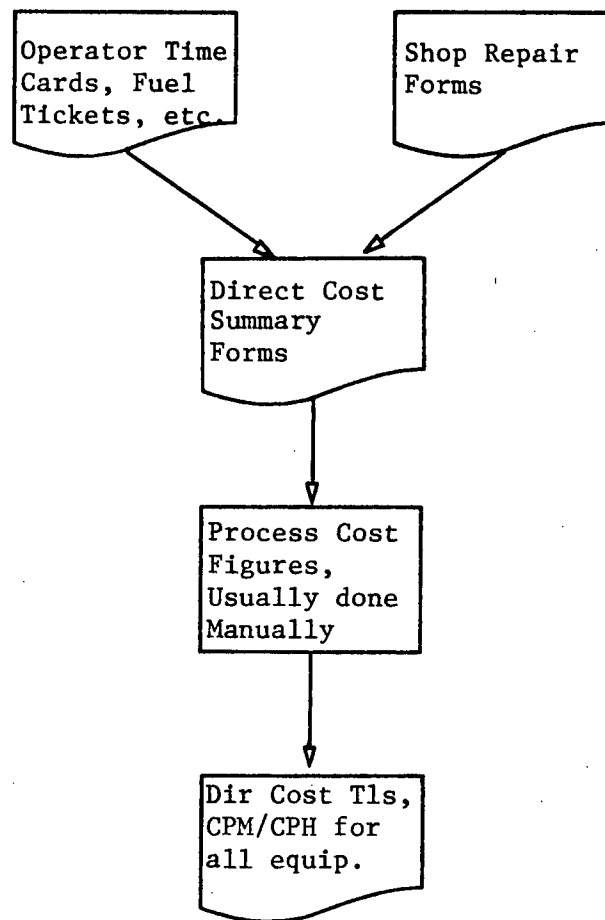 Operator Time
Cards, Fuel
Tickets, etc.
Shop Repair
Forms
Direct Cost
Summary
Forms
Process Cost
Figures,
Usually done
Manually
Dir Cost Tls,
CPM/CPH for
all equip.